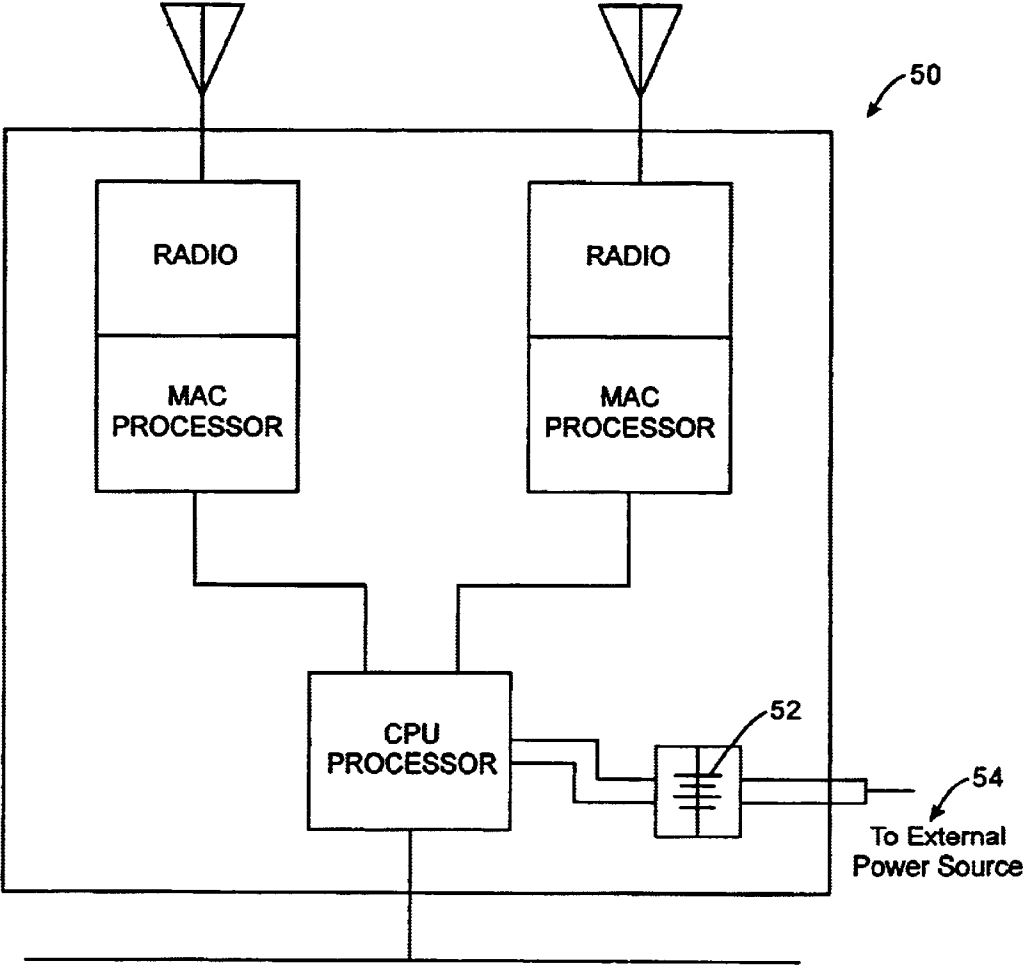 50
RADIO
RADIO
MAC
PROCESSOR
MAC
PROCESSOR
CPU
PROCESSOR
52
54
To External
Power Source